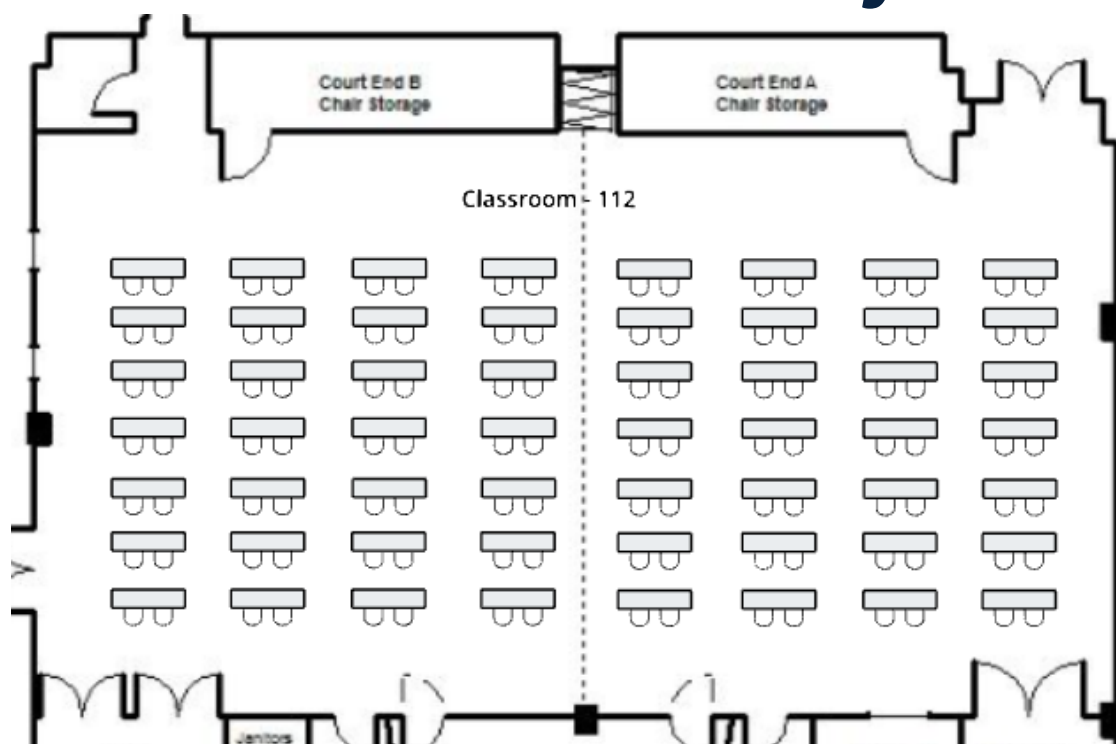 Court End B
Chair Storage
Court End A
Chair Storage
Classroom - 112
Janitors